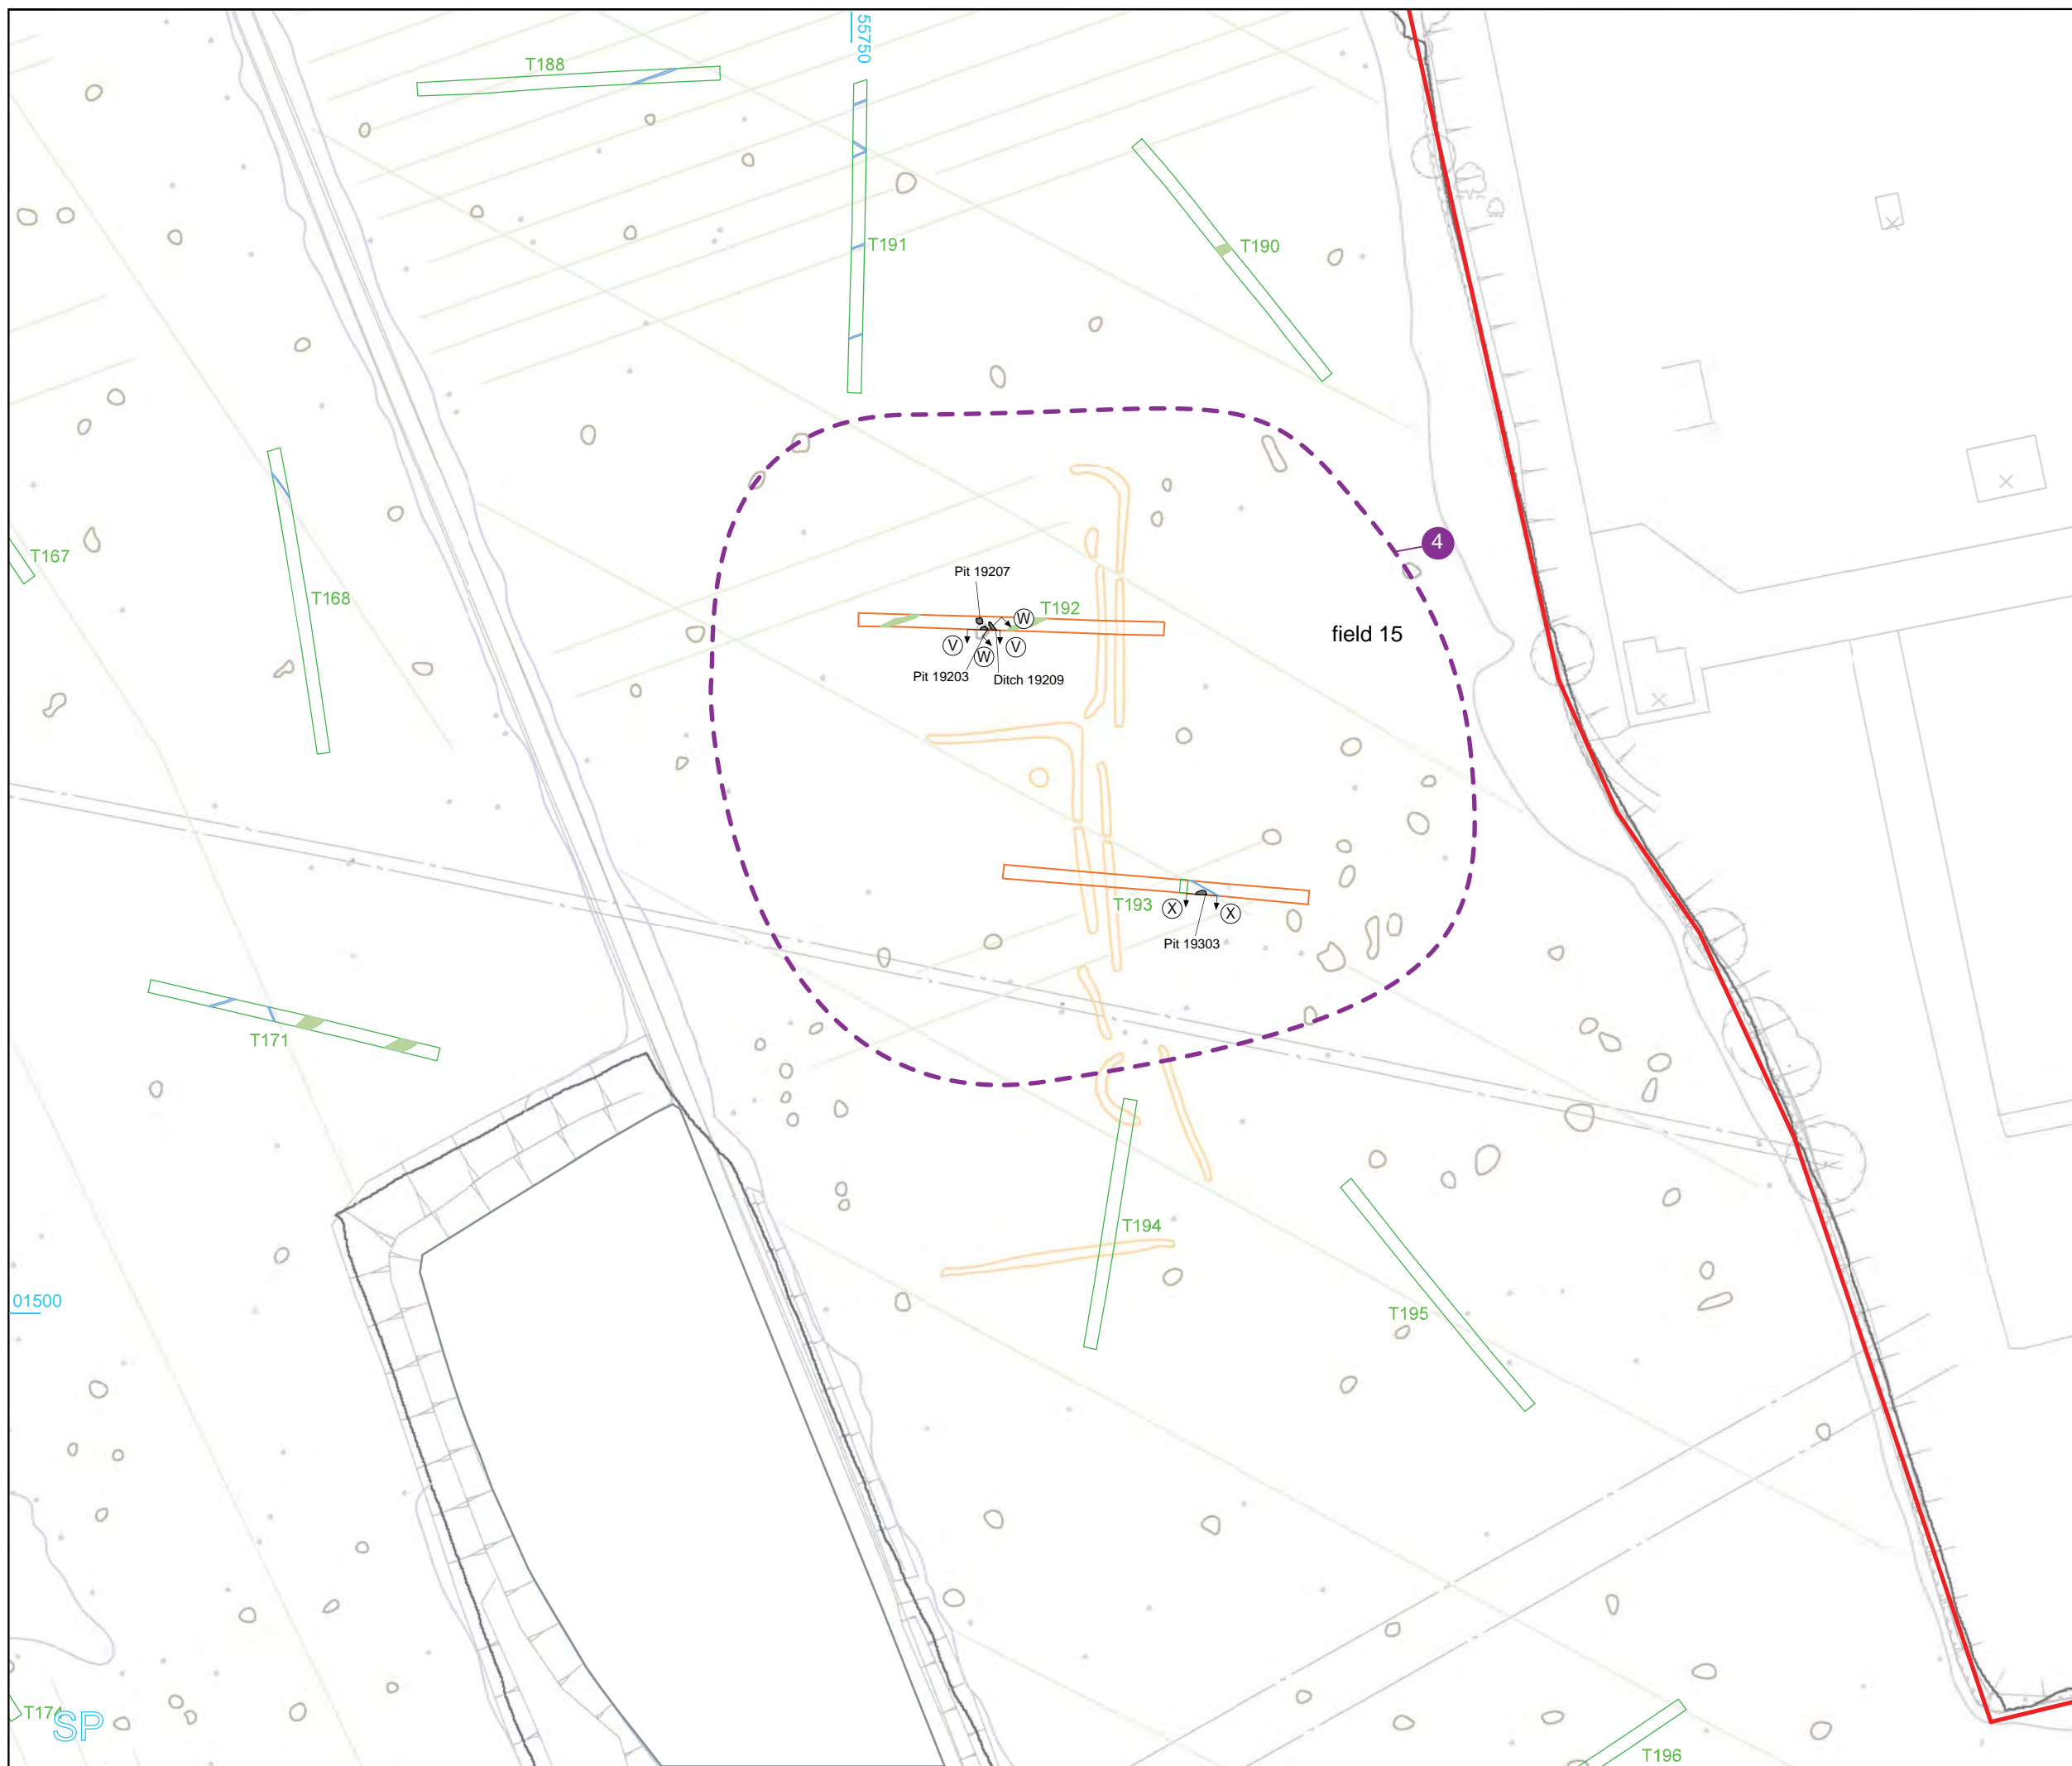 55750
T188
T191
T190
T167
T168
4
Pit 19207
W
T192
field 15
V
W
V
Pit 19203
Ditch 19209
T193
X
X
Pit 19303
T171
T194
01500
T195
T174
SP
T196